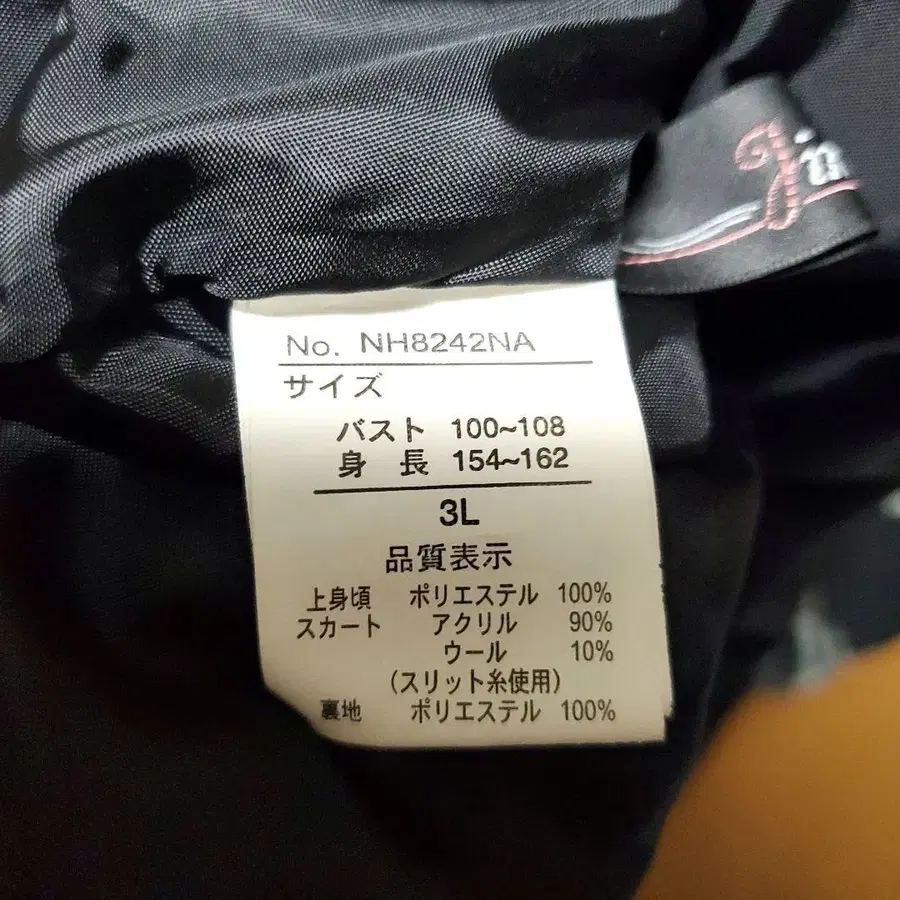 No. NH8242NA
サイズ
バスト 100~108
身長 154~162
3L
品質表示
上身頃 ポリエステル 100%
スカート アクリル 90%
ウール 10%
(スリット糸使用)
裏地 ポリエステル 100%